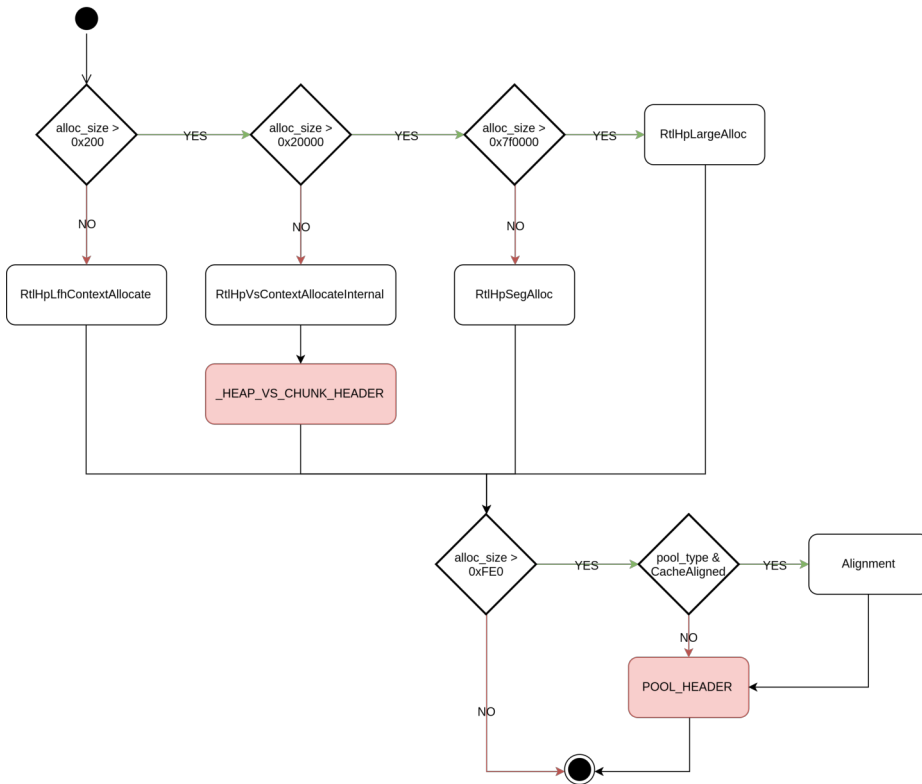 alloc_size >
0x200
YES
alloc_size >
0x20000
YES
alloc_size >
0x7f0000
YES
RtlHpLargeAlloc
NO
NO
NO
RtlHpLfhContextAllocate
RtlHpVsContextAllocateInternal
RtlHpSegAlloc
_HEAP_VS_CHUNK_HEADER
alloc_size >
0xFE0
YES
pool_type &
CacheAligned
YES
Alignment
NO
POOL_HEADER
NO